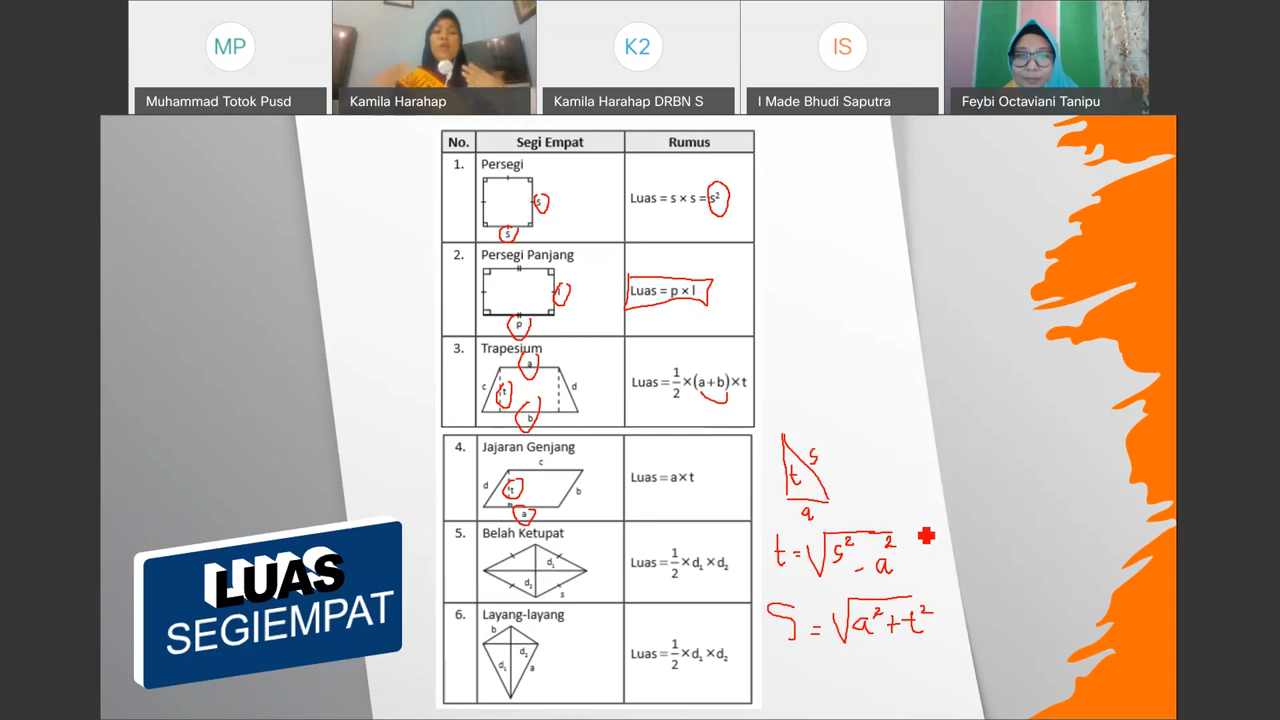 MP
K2
IS
Muhammad Totok Pusd
Kamila Harahap
Kamila Harahap DRBN S
I Made Bhudi Saputra
Feybi Octaviani Tanipu
No. Segi Empat Rumus
1. Persegi
s
s
Luas = s × s = s²
2. Persegi Panjang
l
p
Luas = p × l
3. Trapesium
a
c t d
b
Luas = 1/2 × (a + b) × t
4. Jajaran Genjang
c
d t b
a
Luas = a × t
5. Belah Ketupat
d₁
d₂
s
Luas = 1/2 × d₁ × d₂
6. Layang-layang
b
d₂
d₁ a
Luas = 1/2 × d₁ × d₂
t s
a
t = √s² - a²
S = √a² + t²
LUAS
SEGIEMPAT